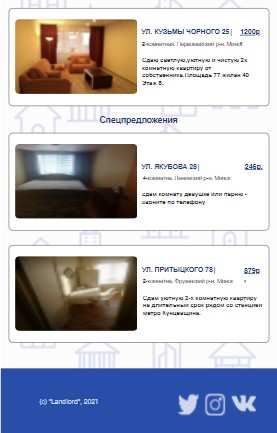 УЛ. КУЗЬМЫ ЧОРНОГО 25| 1200р
2-комнатная. Первомайский р-н. Минск
Сдаю светлую,уютную и чистую 2х
комнатную квартиру от
собственника.Площадь 77 жилая 40
Этаж 8.
Спецпредложения
УЛ. ЯКУБОВА 28| 246р.
4-комнатна. Ленинский р-н. Минск
сдам комнату девушке или парню -
звоните по телефону
УЛ. ПРИТЫЦКОГО 78| 875р
2-комнатна. Фрунзенский р-н. Минск
Сдам уютную 2-х комнатную квартиру
на длительный срок рядом со станцией
метро Кунцевщина.
(c) "Landlord", 2021